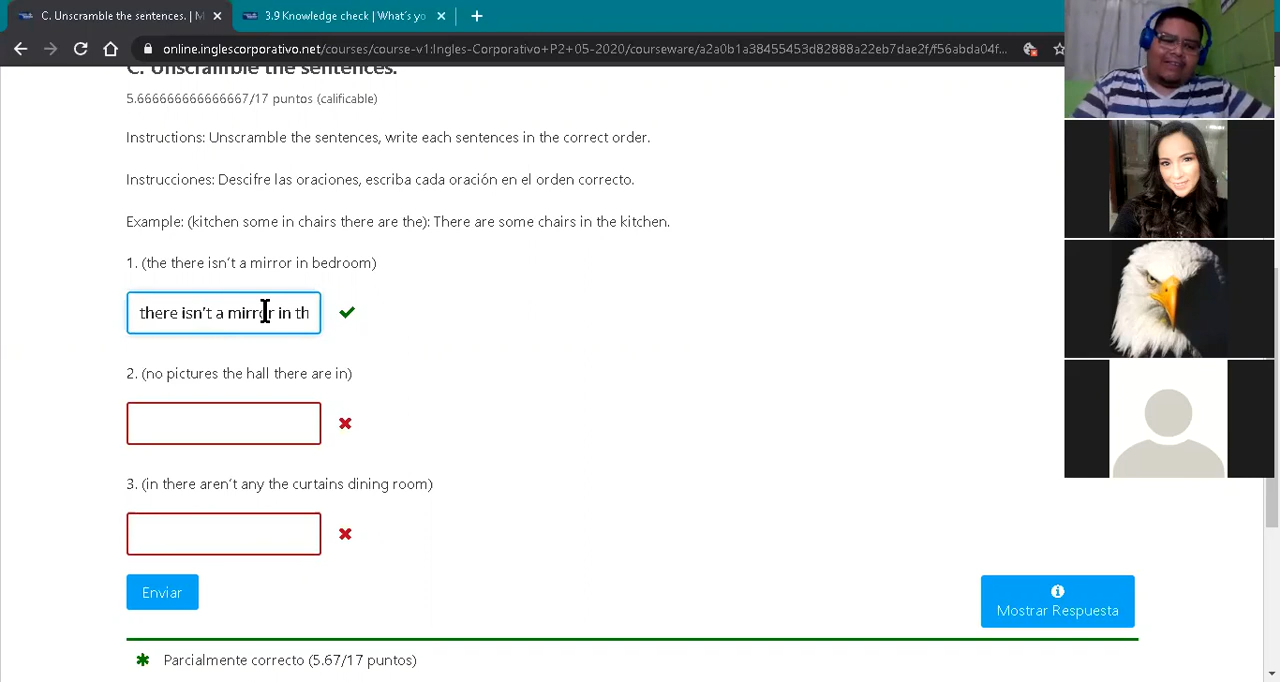 C. Unscramble the sentences. | M
3.9 Knowledge check | What's yo
online.inglescorporativo.net/courses/course-v1:Ingles-Corporativo+P2+05-2020/courseware/a2a0b1a38455453d82888a22eb7dae2f/f56abda04f...
C. Unscramble the sentences.
5.666666666666667/17 puntos (calificable)
Instructions: Unscramble the sentences, write each sentences in the correct order.
Instrucciones: Descifre las oraciones, escriba cada oración en el orden correcto.
Example: (kitchen some in chairs there are the): There are some chairs in the kitchen.
1. (the there isn't a mirror in bedroom)
there isn't a mirror in th
2. (no pictures the hall there are in)
3. (in there aren't any the curtains dining room)
Enviar
Mostrar Respuesta
Parcialmente correcto (5.67/17 puntos)